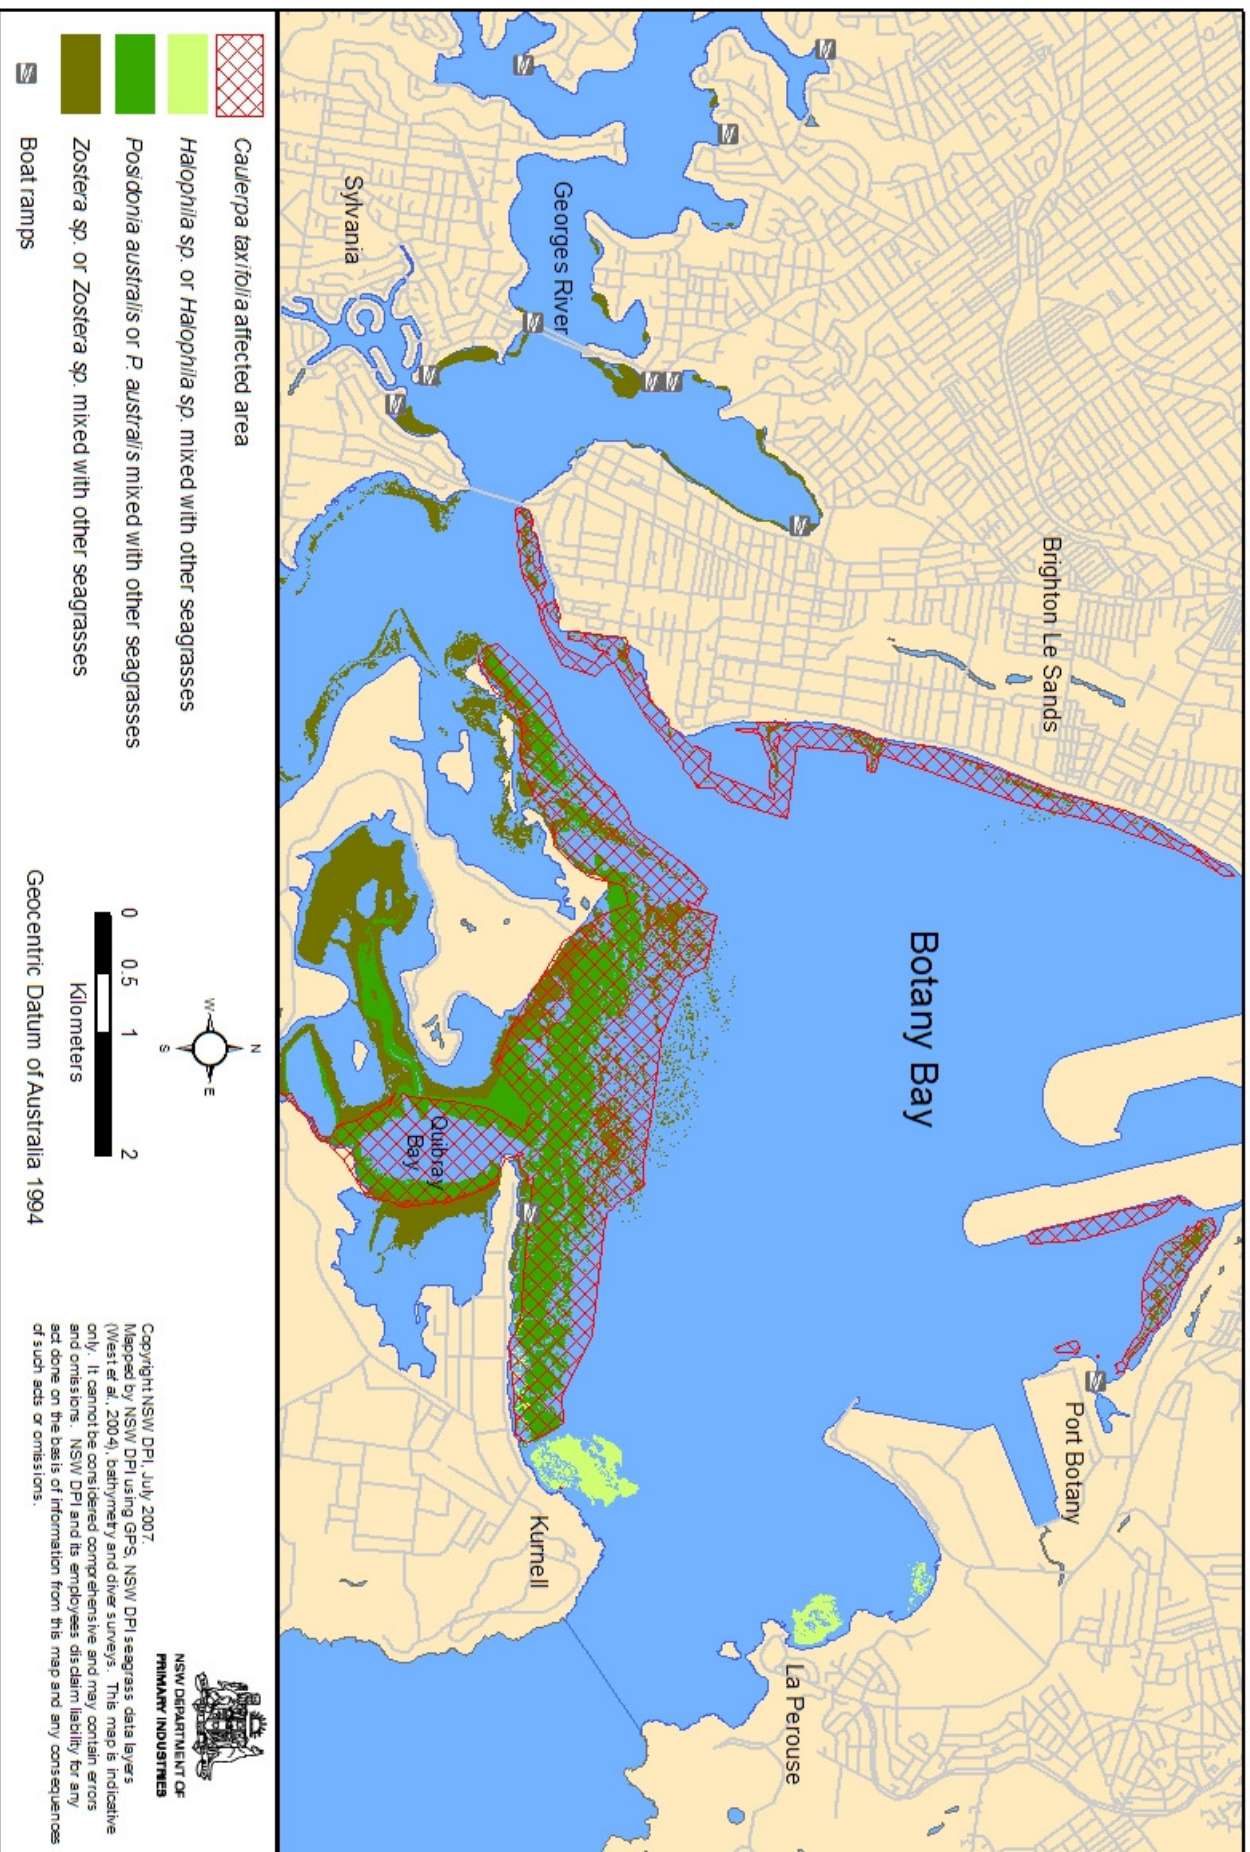 Brighton Le Sands
Botany Bay
Port Botany
La Perouse
Georges River
Sylvania
Quibray
Bay
Kurnell
Caulerpa taxifolia affected area
Halophila sp. or Halophila sp. mixed with other seagrasses
Posidonia australis or P. australis mixed with other seagrasses
Zostera sp. or Zostera sp. mixed with other seagrasses
Boat ramps
N
W
E
S
0 0.5 1 2
Kilometers
Geocentric Datum of Australia 1994
NSW DEPARTMENT OF
PRIMARY INDUSTRIES
Copyright NSW DPI, July 2007.
Mapped by NSW DPI using GPS, NSW DPI seagrass data layers
(West et al., 2004), bathymetry and diver surveys. This map is indicative
only. It cannot be considered comprehensive and may contain errors
and omissions. NSW DPI and its employees disclaim liability for any
act done on the basis of information from this map and any consequences
of such acts or omissions.